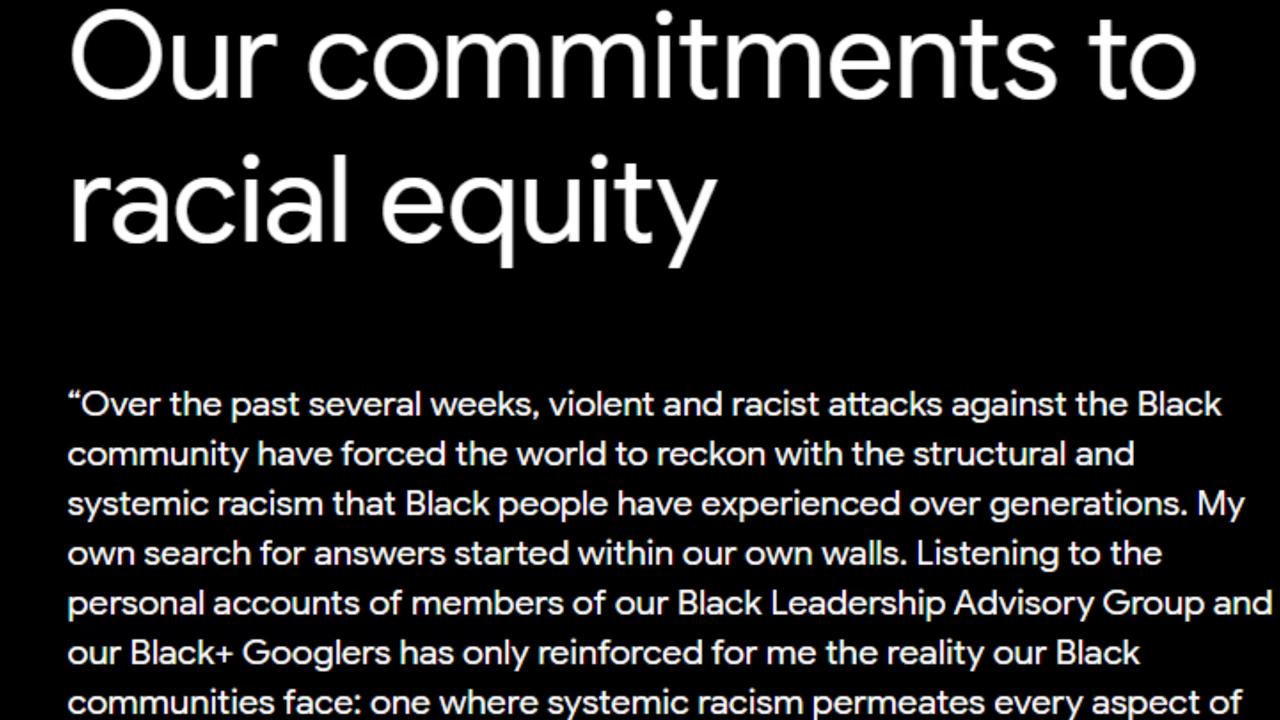 Our commitments to
racial equity
“Over the past several weeks, violent and racist attacks against the Black
community have forced the world to reckon with the structural and
systemic racism that Black people have experienced over generations. My
own search for answers started within our own walls. Listening to the
personal accounts of members of our Black Leadership Advisory Group and
our Black+ Googlers has only reinforced for me the reality our Black
communities face: one where systemic racism permeates every aspect of